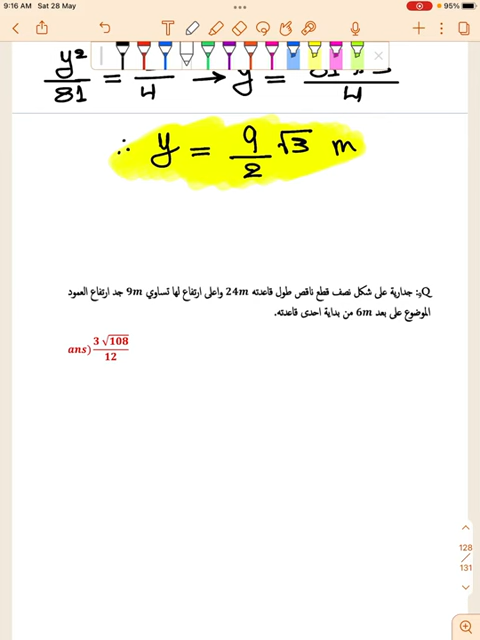 9:16 AM Sat 28 May
95%
y² / 81 = / 4 → y = / 4
∴ y = 9/2 √3 m
Q: جدارية على شكل نصف قطع ناقص طول قاعدته 24m واعلى ارتفاع لها تساوي 9m جد ارتفاع العمود
الموضوع على بعد 6m من بداية احدى قاعدته.
ans) 3 √108 / 12
128
131